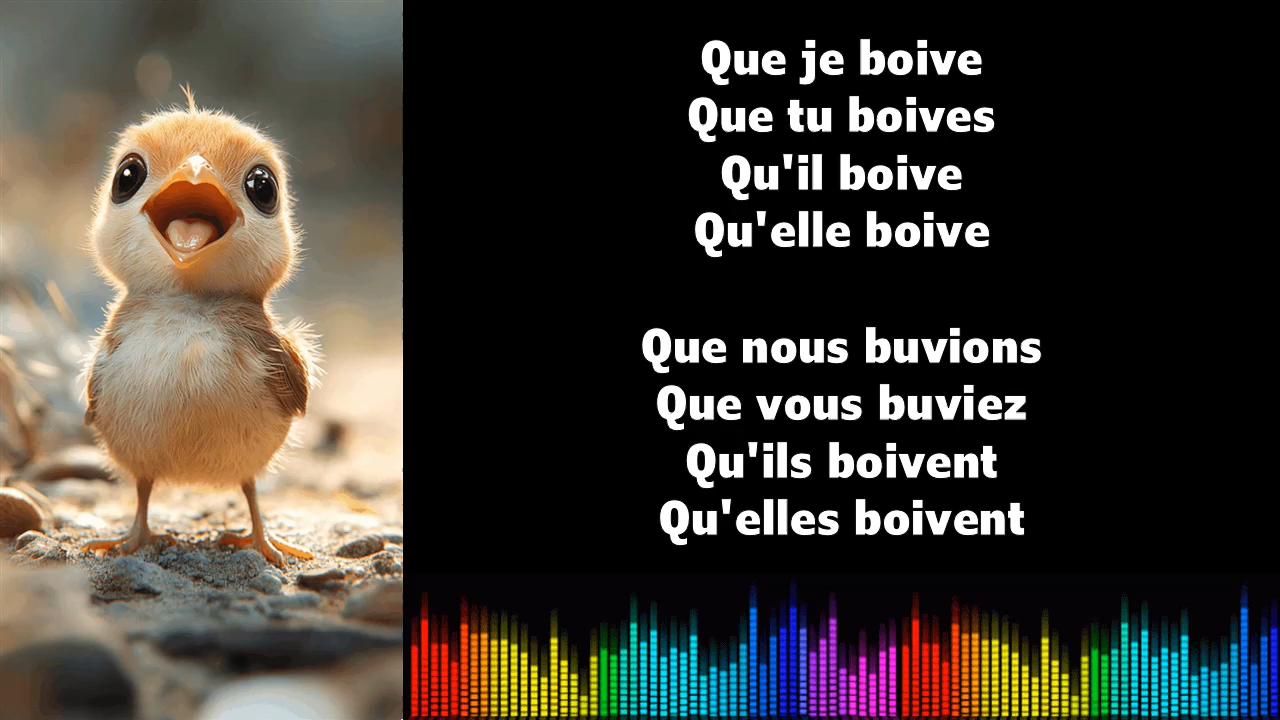 Que je boive
Que tu boives
Qu'il boive
Qu'elle boive
Que nous buvions
Que vous buviez
Qu'ils boivent
Qu'elles boivent